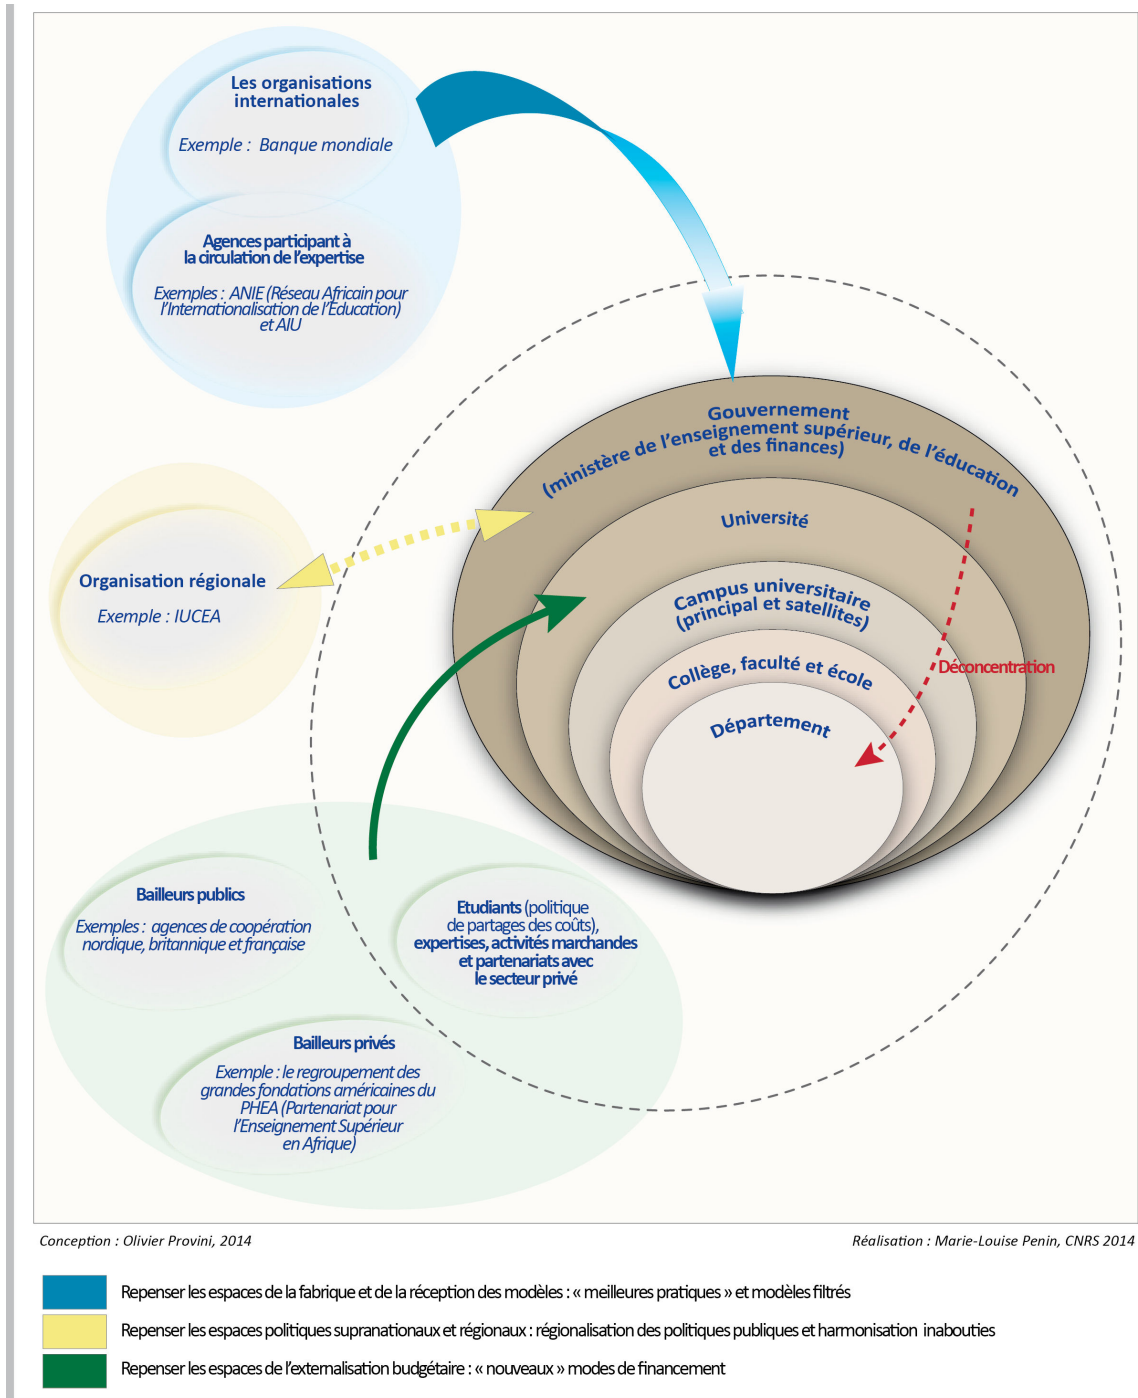 Les organisations
internationales
Exemple : Banque mondiale
Agences participant à
la circulation de l'expertise
Exemples : ANIE (Réseau Africain pour
l'Internationalisation de l'Education)
et AIU
Gouvernement
(ministère de l'enseignement supérieur, de l'éducation
et des finances)
Université
Organisation régionale
Exemple : IUCEA
Campus universitaire
(principal et satellites)
Déconcentration
Collège, faculté et école
Département
Bailleurs publics
Exemples : agences de coopération
nordique, britannique et française
Etudiants (politique
de partages des coûts),
expertises, activités marchandes
et partenariats avec
le secteur privé
Bailleurs privés
Exemple : le regroupement des
grandes fondations américaines du
PHEA (Partenariat pour
l'Enseignement Supérieur
en Afrique)
Conception : Olivier Provini, 2014
Réalisation : Marie-Louise Penin, CNRS 2014
Repenser les espaces de la fabrique et de la réception des modèles : « meilleures pratiques » et modèles filtrés
Repenser les espaces politiques supranationaux et régionaux : régionalisation des politiques publiques et harmonisation inabouties
Repenser les espaces de l'externalisation budgétaire : « nouveaux » modes de financement